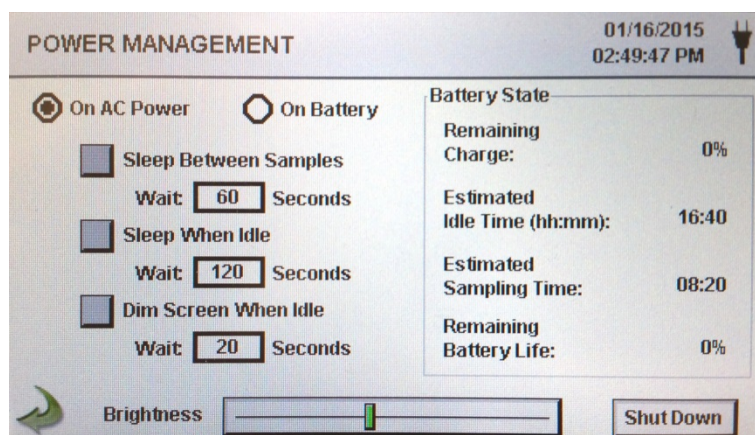 POWER MANAGEMENT
01/16/2015
02:49:47 PM
On AC Power
On Battery
Sleep Between Samples
Wait: 60 Seconds
Sleep When Idle
Wait: 120 Seconds
Dim Screen When Idle
Wait: 20 Seconds
Battery State
Remaining
Charge: 0%
Estimated
Idle Time (hh:mm): 16:40
Estimated
Sampling Time: 08:20
Remaining
Battery Life: 0%
Brightness
Shut Down